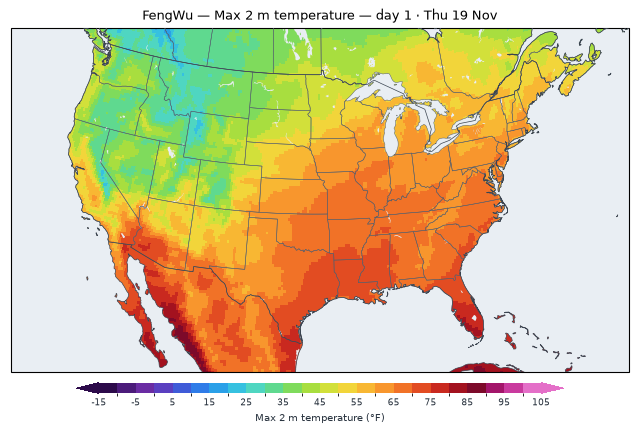 FengWu — Max 2 m temperature — day 1 · Thu 19 Nov
-15 -5 5 15 25 35 45 55 65 75 85 95 105
Max 2 m temperature (°F)